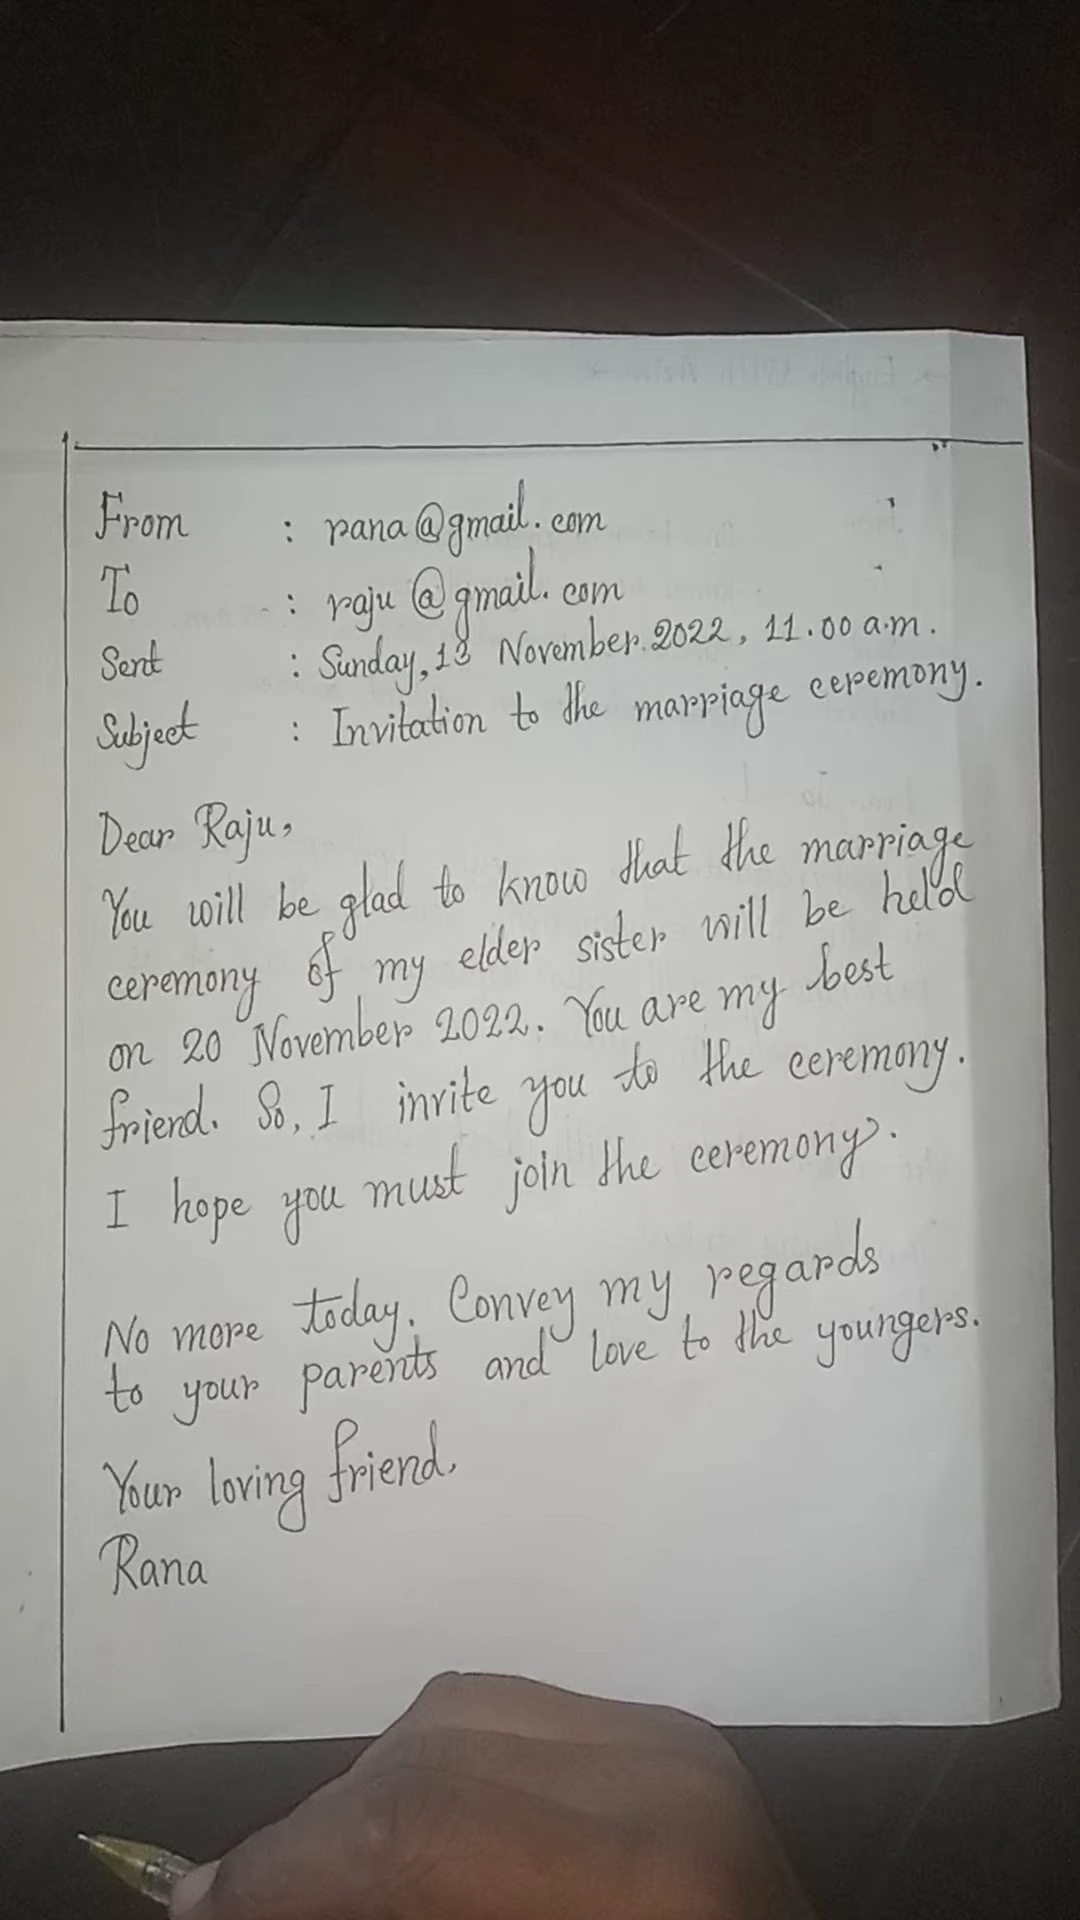 From : rana@gmail.com
To : raju@gmail.com
Sent : Sunday, 13 November.2022, 11.00 a.m.
Subject : Invitation to the marriage ceremony.
Dear Raju,
You will be glad to know that the marriage
ceremony of my elder sister will be held
on 20 November 2022. You are my best
friend. So, I invite you to the ceremony.
I hope you must join the ceremony.
No more today. Convey my regards
to your parents and love to the youngers.
Your loving friend,
Rana